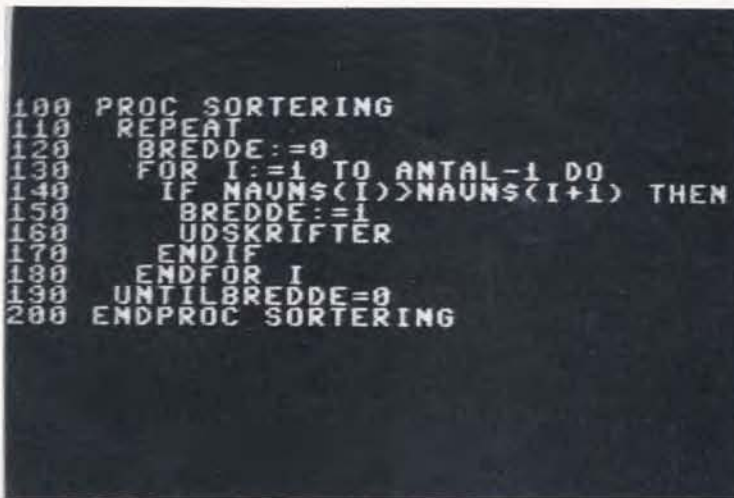 100 PROC SORTERING
110 REPEAT
120 BREDDE:=0
130 FOR I:=1 TO ANTAL-1 DO
140 IF NAVN$(I)>NAVN$(I+1) THEN
150 BREDDE:=1
160 UDSKRIFTER
170 ENDIF
180 ENDFOR I
190 UNTILBREDDE=0
200 ENDPROC SORTERING